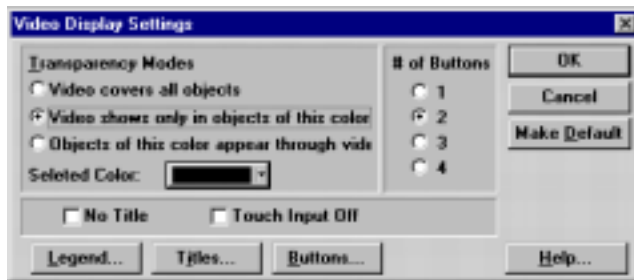 Video Display Settings
Transparency Modes
Video covers all objects
Video shows only in objects of this color
Objects of this color appear through vide
Seleted Color:
# of Buttons
1
2
3
4
OK
Cancel
Make Default
No Title
Touch Input Off
Legend...
Titles...
Buttons...
Help...